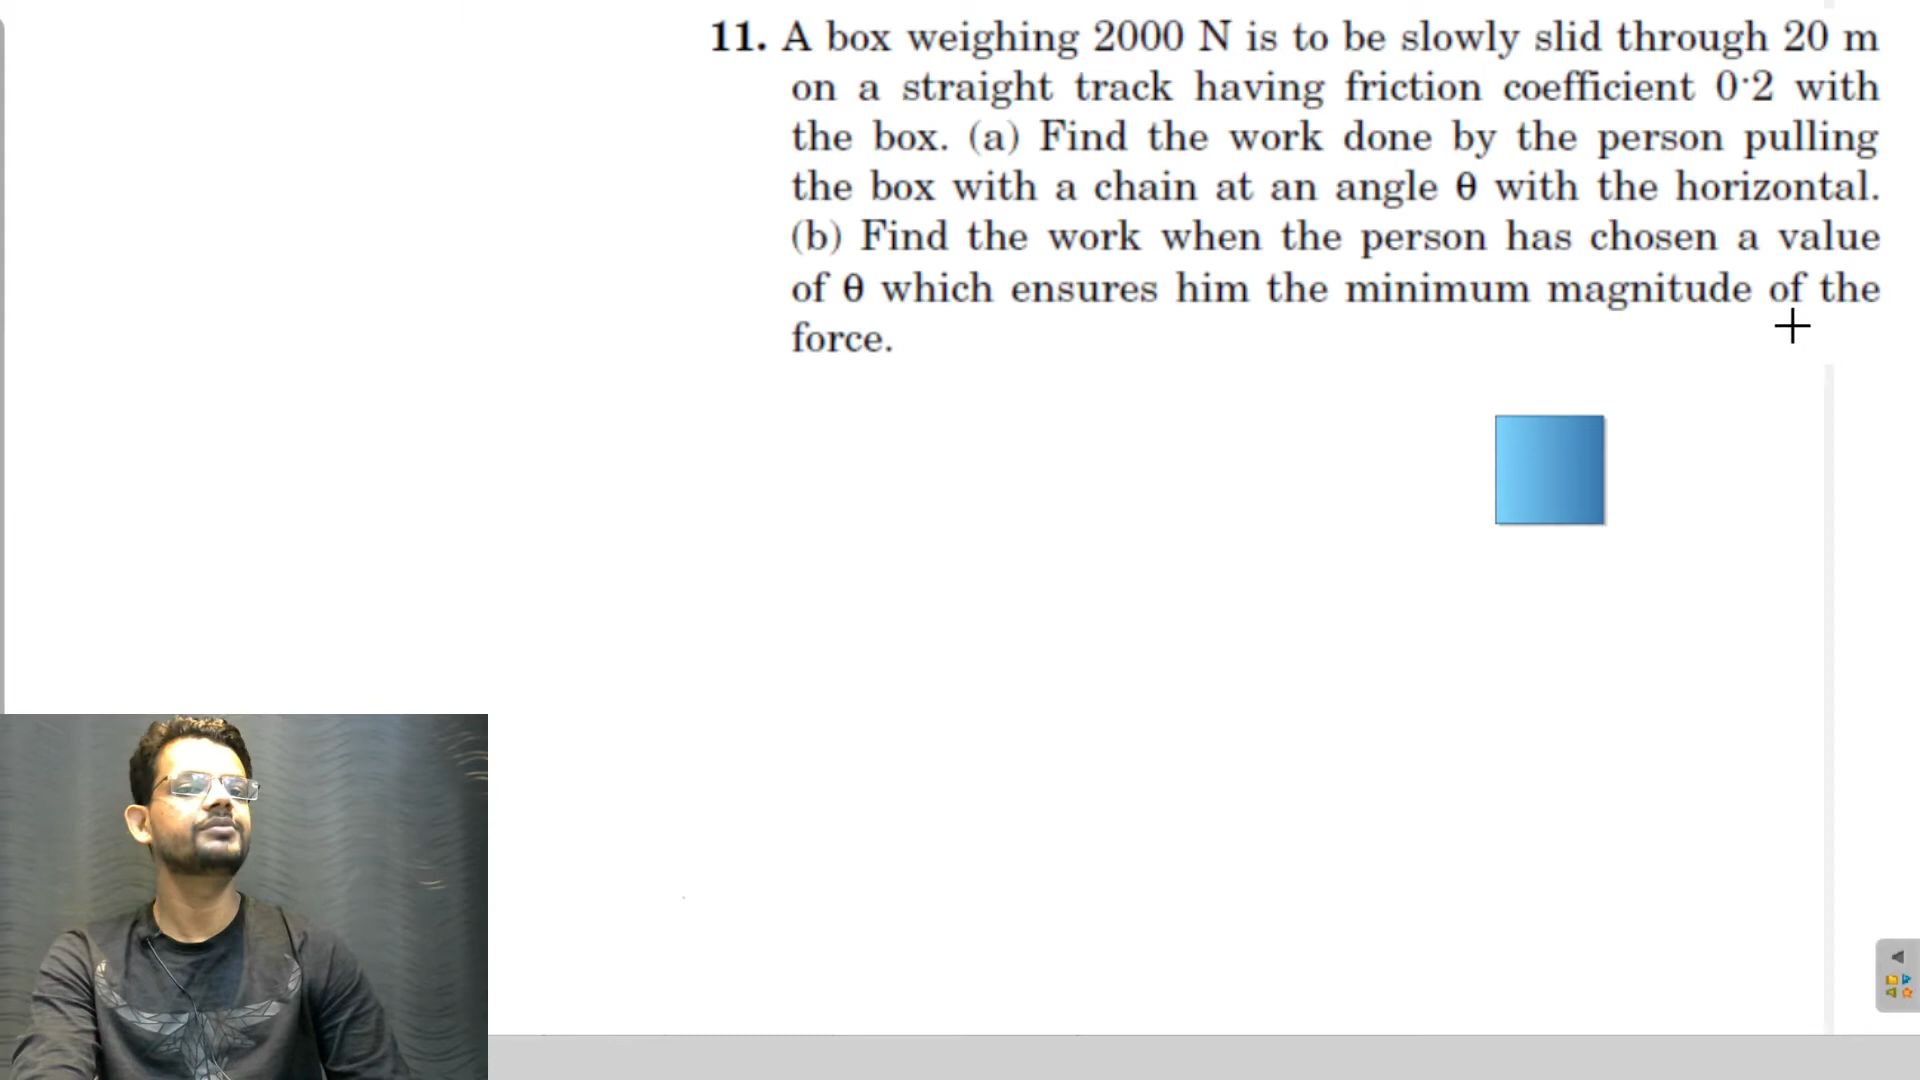 11. A box weighing 2000 N is to be slowly slid through 20 m
on a straight track having friction coefficient 0·2 with
the box. (a) Find the work done by the person pulling
the box with a chain at an angle θ with the horizontal.
(b) Find the work when the person has chosen a value
of θ which ensures him the minimum magnitude of the
force.